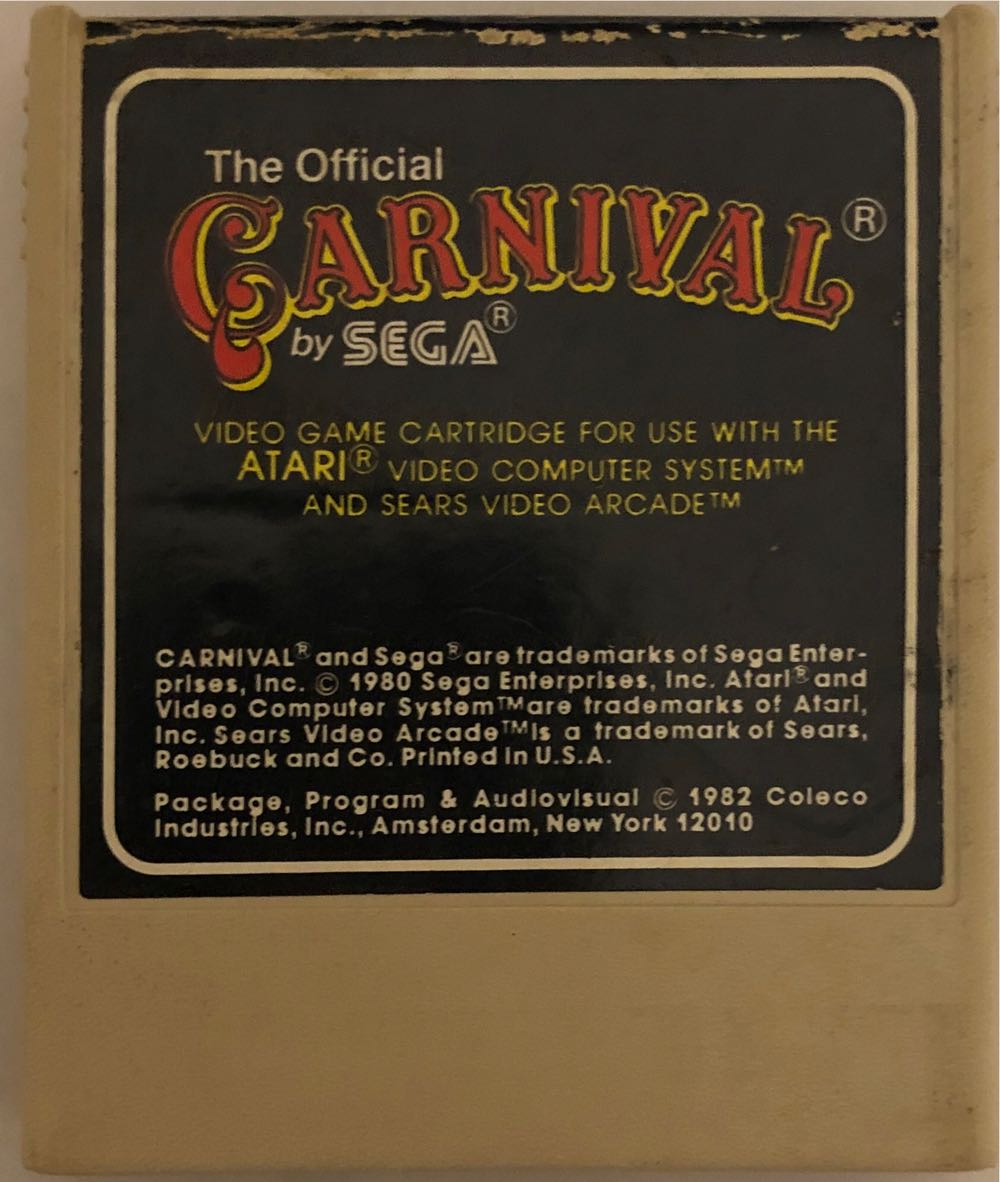 The Official
CARNIVAL®
by SEGA®
VIDEO GAME CARTRIDGE FOR USE WITH THE
ATARI® VIDEO COMPUTER SYSTEM™
AND SEARS VIDEO ARCADE™
CARNIVAL® and Sega® are trademarks of Sega Enter-
prises, Inc. © 1980 Sega Enterprises, Inc. Atari® and
Video Computer System™ are trademarks of Atari,
Inc. Sears Video Arcade™ is a trademark of Sears,
Roebuck and Co. Printed in U.S.A.
Package, Program & Audiovisual © 1982 Coleco
Industries, Inc., Amsterdam, New York 12010